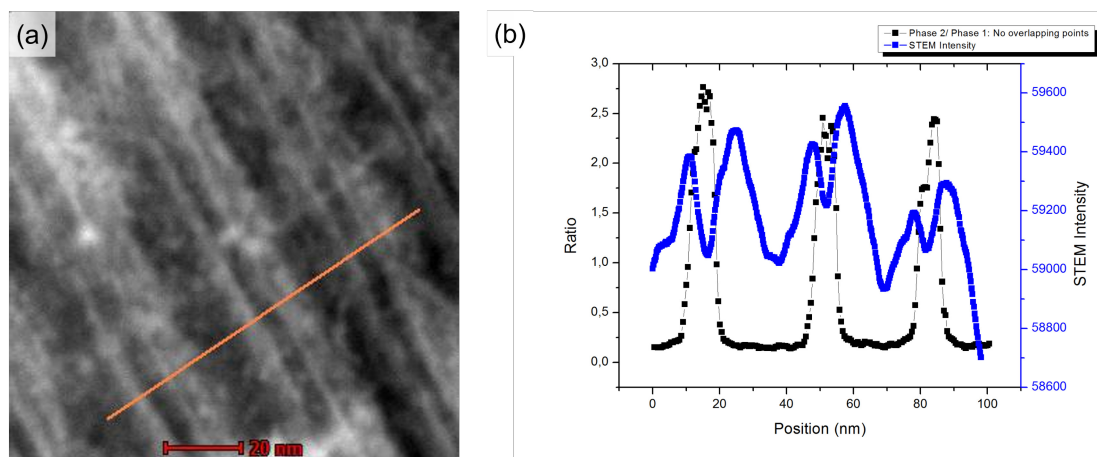 (a)
20 nm
(b)
Phase 2/ Phase 1: No overlapping points
STEM Intensity
3,0
2,5
2,0
1,5
1,0
0,5
0,0
Ratio
0
20
40
60
80
100
Position (nm)
59600
59400
59200
59000
58800
58600
STEM Intensity